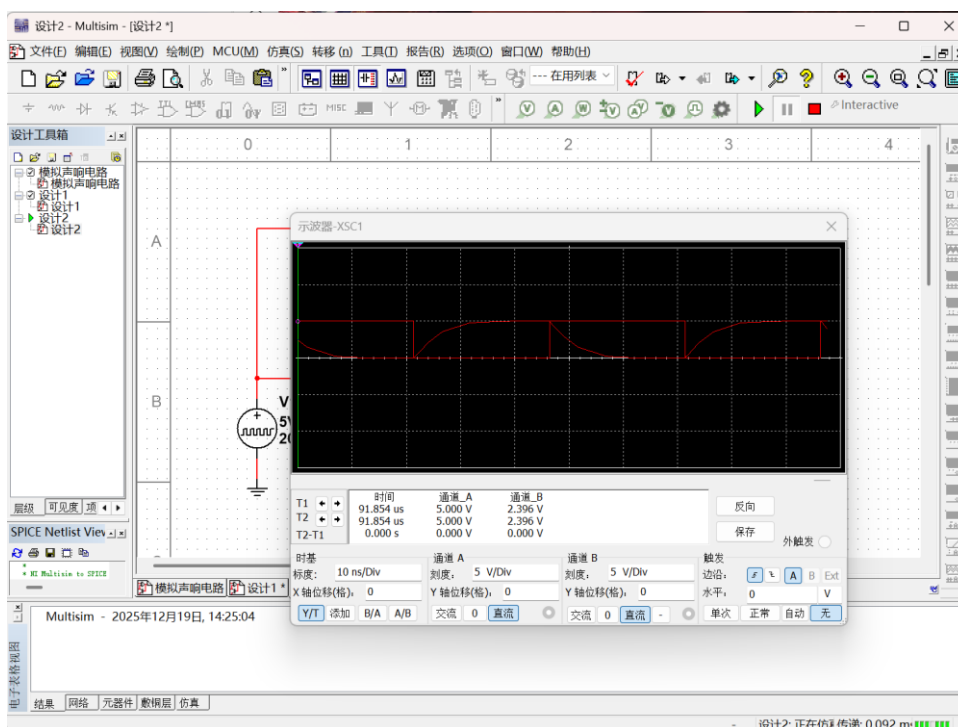 设计2 - Multisim - [设计2 *]
文件(F) 编辑(E) 视图(V) 绘制(P) MCU(M) 仿真(S) 转移 (n) 工具(T) 报告(R) 选项(O) 窗口(W) 帮助(H)
--- 在用列表 ---
MISC
Interactive
设计工具箱
模拟声响电路
模拟声响电路
设计1
设计1
设计2
设计2
层级 可见度 项
SPICE Netlist View
* NI Multisim to SPICE
0 1 2 3 4
A
B
示波器-XSC1
时间 通道_A 通道_B
T1 91.854 us 5.000 V 2.396 V
T2 91.854 us 5.000 V 2.396 V
T2-T1 0.000 s 0.000 V 0.000 V
反向
保存
外触发
时基
标度: 10 ns/Div
X 轴位移(格): 0
Y/T 添加 B/A A/B
通道 A
刻度: 5 V/Div
Y 轴位移(格): 0
交流 0 直流
通道 B
刻度: 5 V/Div
Y 轴位移(格): 0
交流 0 直流 -
触发
边沿: A B Ext
水平: 0 V
单次 正常 自动 无
模拟声响电路 设计1 *
Multisim - 2025年12月19日, 14:25:04
电子表格视图
结果 网络 元器件 敷铜层 仿真